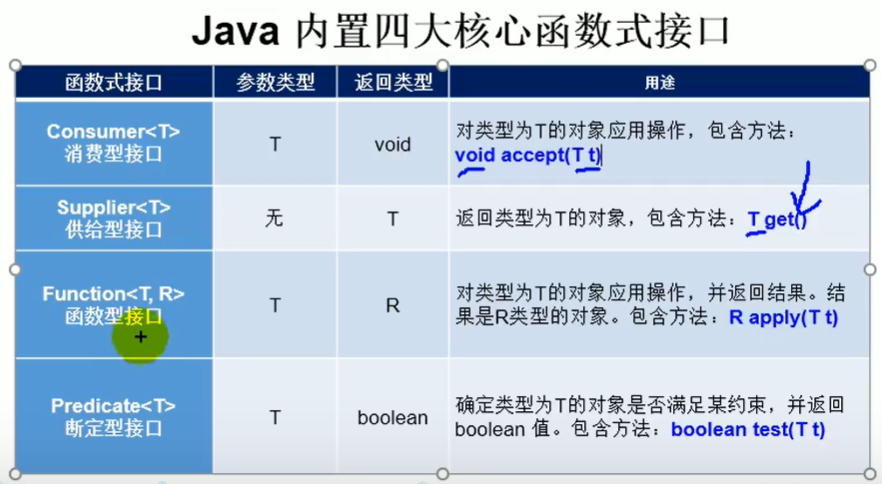 Java 内置四大核心函数式接口
函数式接口 参数类型 返回类型 用途
Consumer<T>
消费型接口
T
void
对类型为T的对象应用操作，包含方法：
void accept(T t)
Supplier<T>
供给型接口
无
T
返回类型为T的对象，包含方法：T get()
Function<T, R>
函数型接口
T
R
对类型为T的对象应用操作，并返回结果。结
果是R类型的对象。包含方法：R apply(T t)
Predicate<T>
断定型接口
T
boolean
确定类型为T的对象是否满足某约束，并返回
boolean 值。包含方法：boolean test(T t)